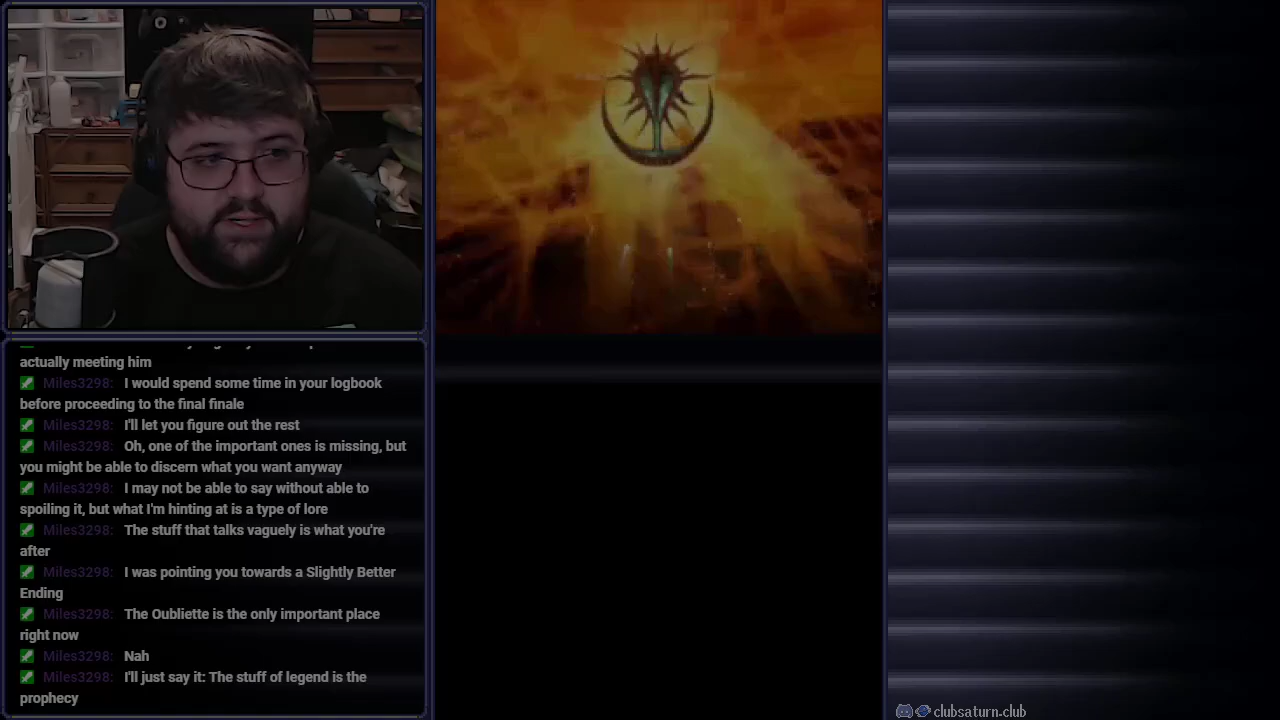 actually meeting him
Miles3298: I would spend some time in your logbook
before proceeding to the final finale
Miles3298: I'll let you figure out the rest
Miles3298: Oh, one of the important ones is missing, but
you might be able to discern what you want anyway
Miles3298: I may not be able to say without able to
spoiling it, but what I'm hinting at is a type of lore
Miles3298: The stuff that talks vaguely is what you're
after
Miles3298: I was pointing you towards a Slightly Better
Ending
Miles3298: The Oubliette is the only important place
right now
Miles3298: Nah
Miles3298: I'll just say it: The stuff of legend is the
prophecy
clubsaturn.club